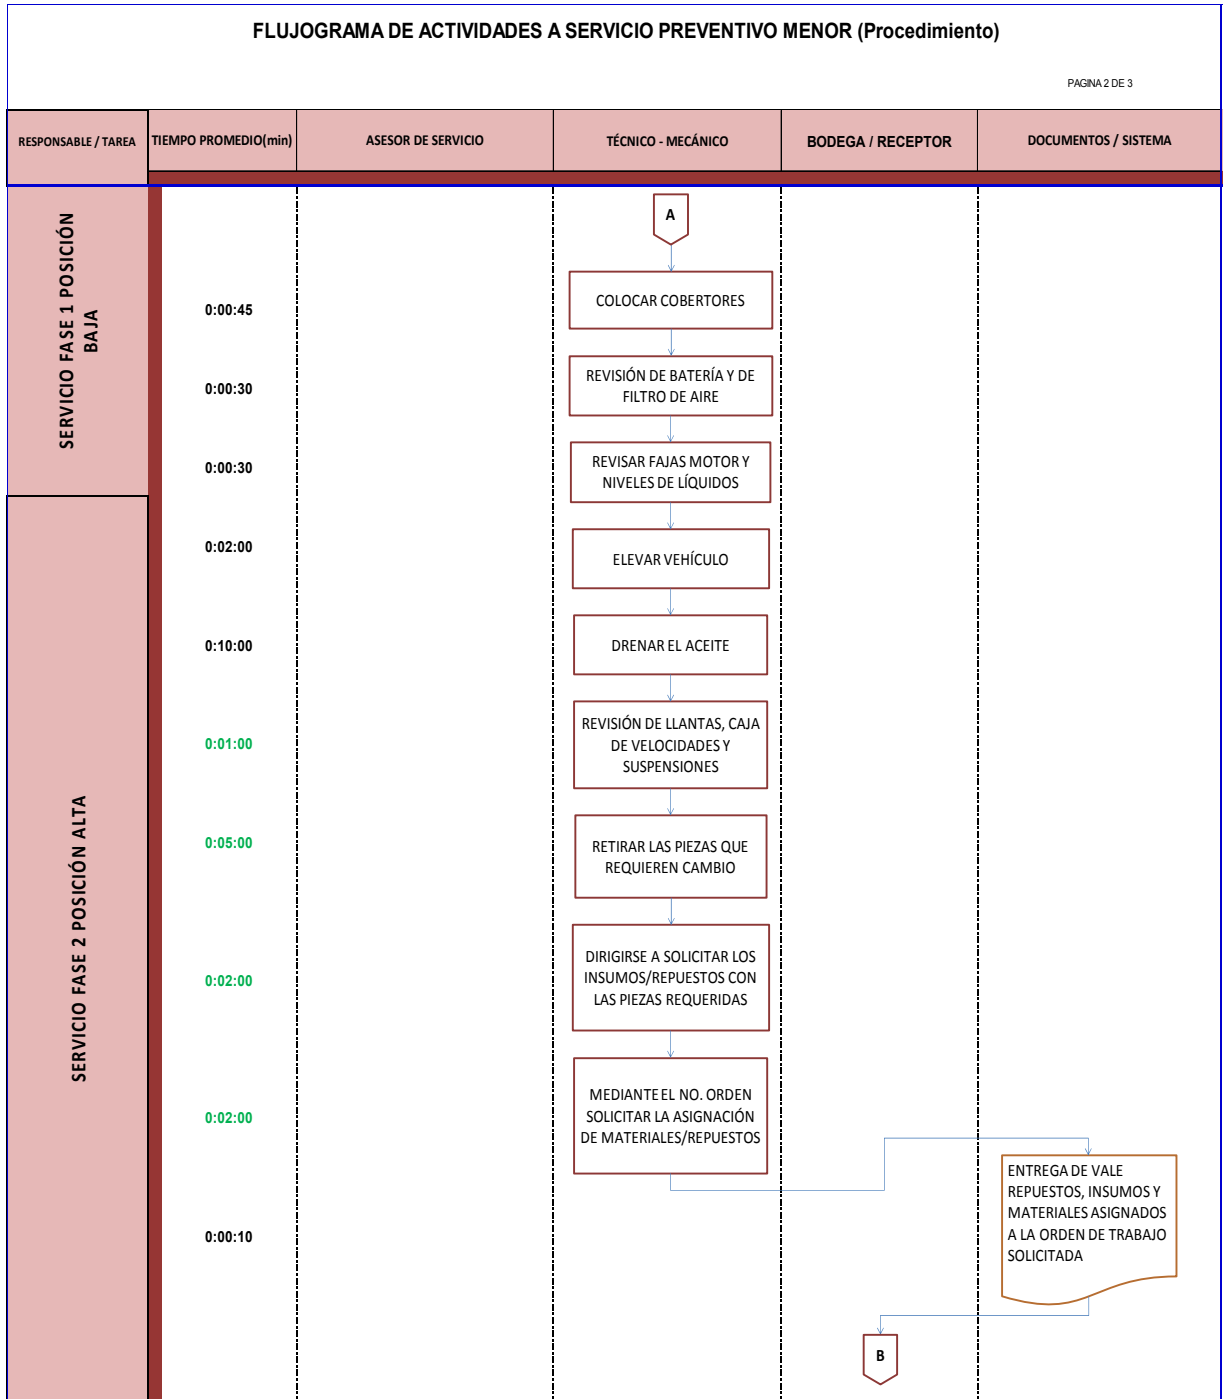 FLUJOGRAMA DE ACTIVIDADES A SERVICIO PREVENTIVO MENOR (Procedimiento)
PAGINA 2 DE 3
RESPONSABLE / TAREA
TIEMPO PROMEDIO(min)
ASESOR DE SERVICIO
TÉCNICO - MECÁNICO
BODEGA / RECEPTOR
DOCUMENTOS / SISTEMA
SERVICIO FASE 1 POSICIÓN
BAJA
A
0:00:45
COLOCAR COBERTORES
0:00:30
REVISIÓN DE BATERÍA Y DE
FILTRO DE AIRE
0:00:30
REVISAR FAJAS MOTOR Y
NIVELES DE LÍQUIDOS
SERVICIO FASE 2 POSICIÓN ALTA
0:02:00
ELEVAR VEHÍCULO
0:10:00
DRENAR EL ACEITE
0:01:00
REVISIÓN DE LLANTAS, CAJA
DE VELOCIDADES Y
SUSPENSIONES
0:05:00
RETIRAR LAS PIEZAS QUE
REQUIEREN CAMBIO
0:02:00
DIRIGIRSE A SOLICITAR LOS
INSUMOS/REPUESTOS CON
LAS PIEZAS REQUERIDAS
0:02:00
MEDIANTE EL NO. ORDEN
SOLICITAR LA ASIGNACIÓN
DE MATERIALES/REPUESTOS
0:00:10
ENTREGA DE VALE
REPUESTOS, INSUMOS Y
MATERIALES ASIGNADOS
A LA ORDEN DE TRABAJO
SOLICITADA
B